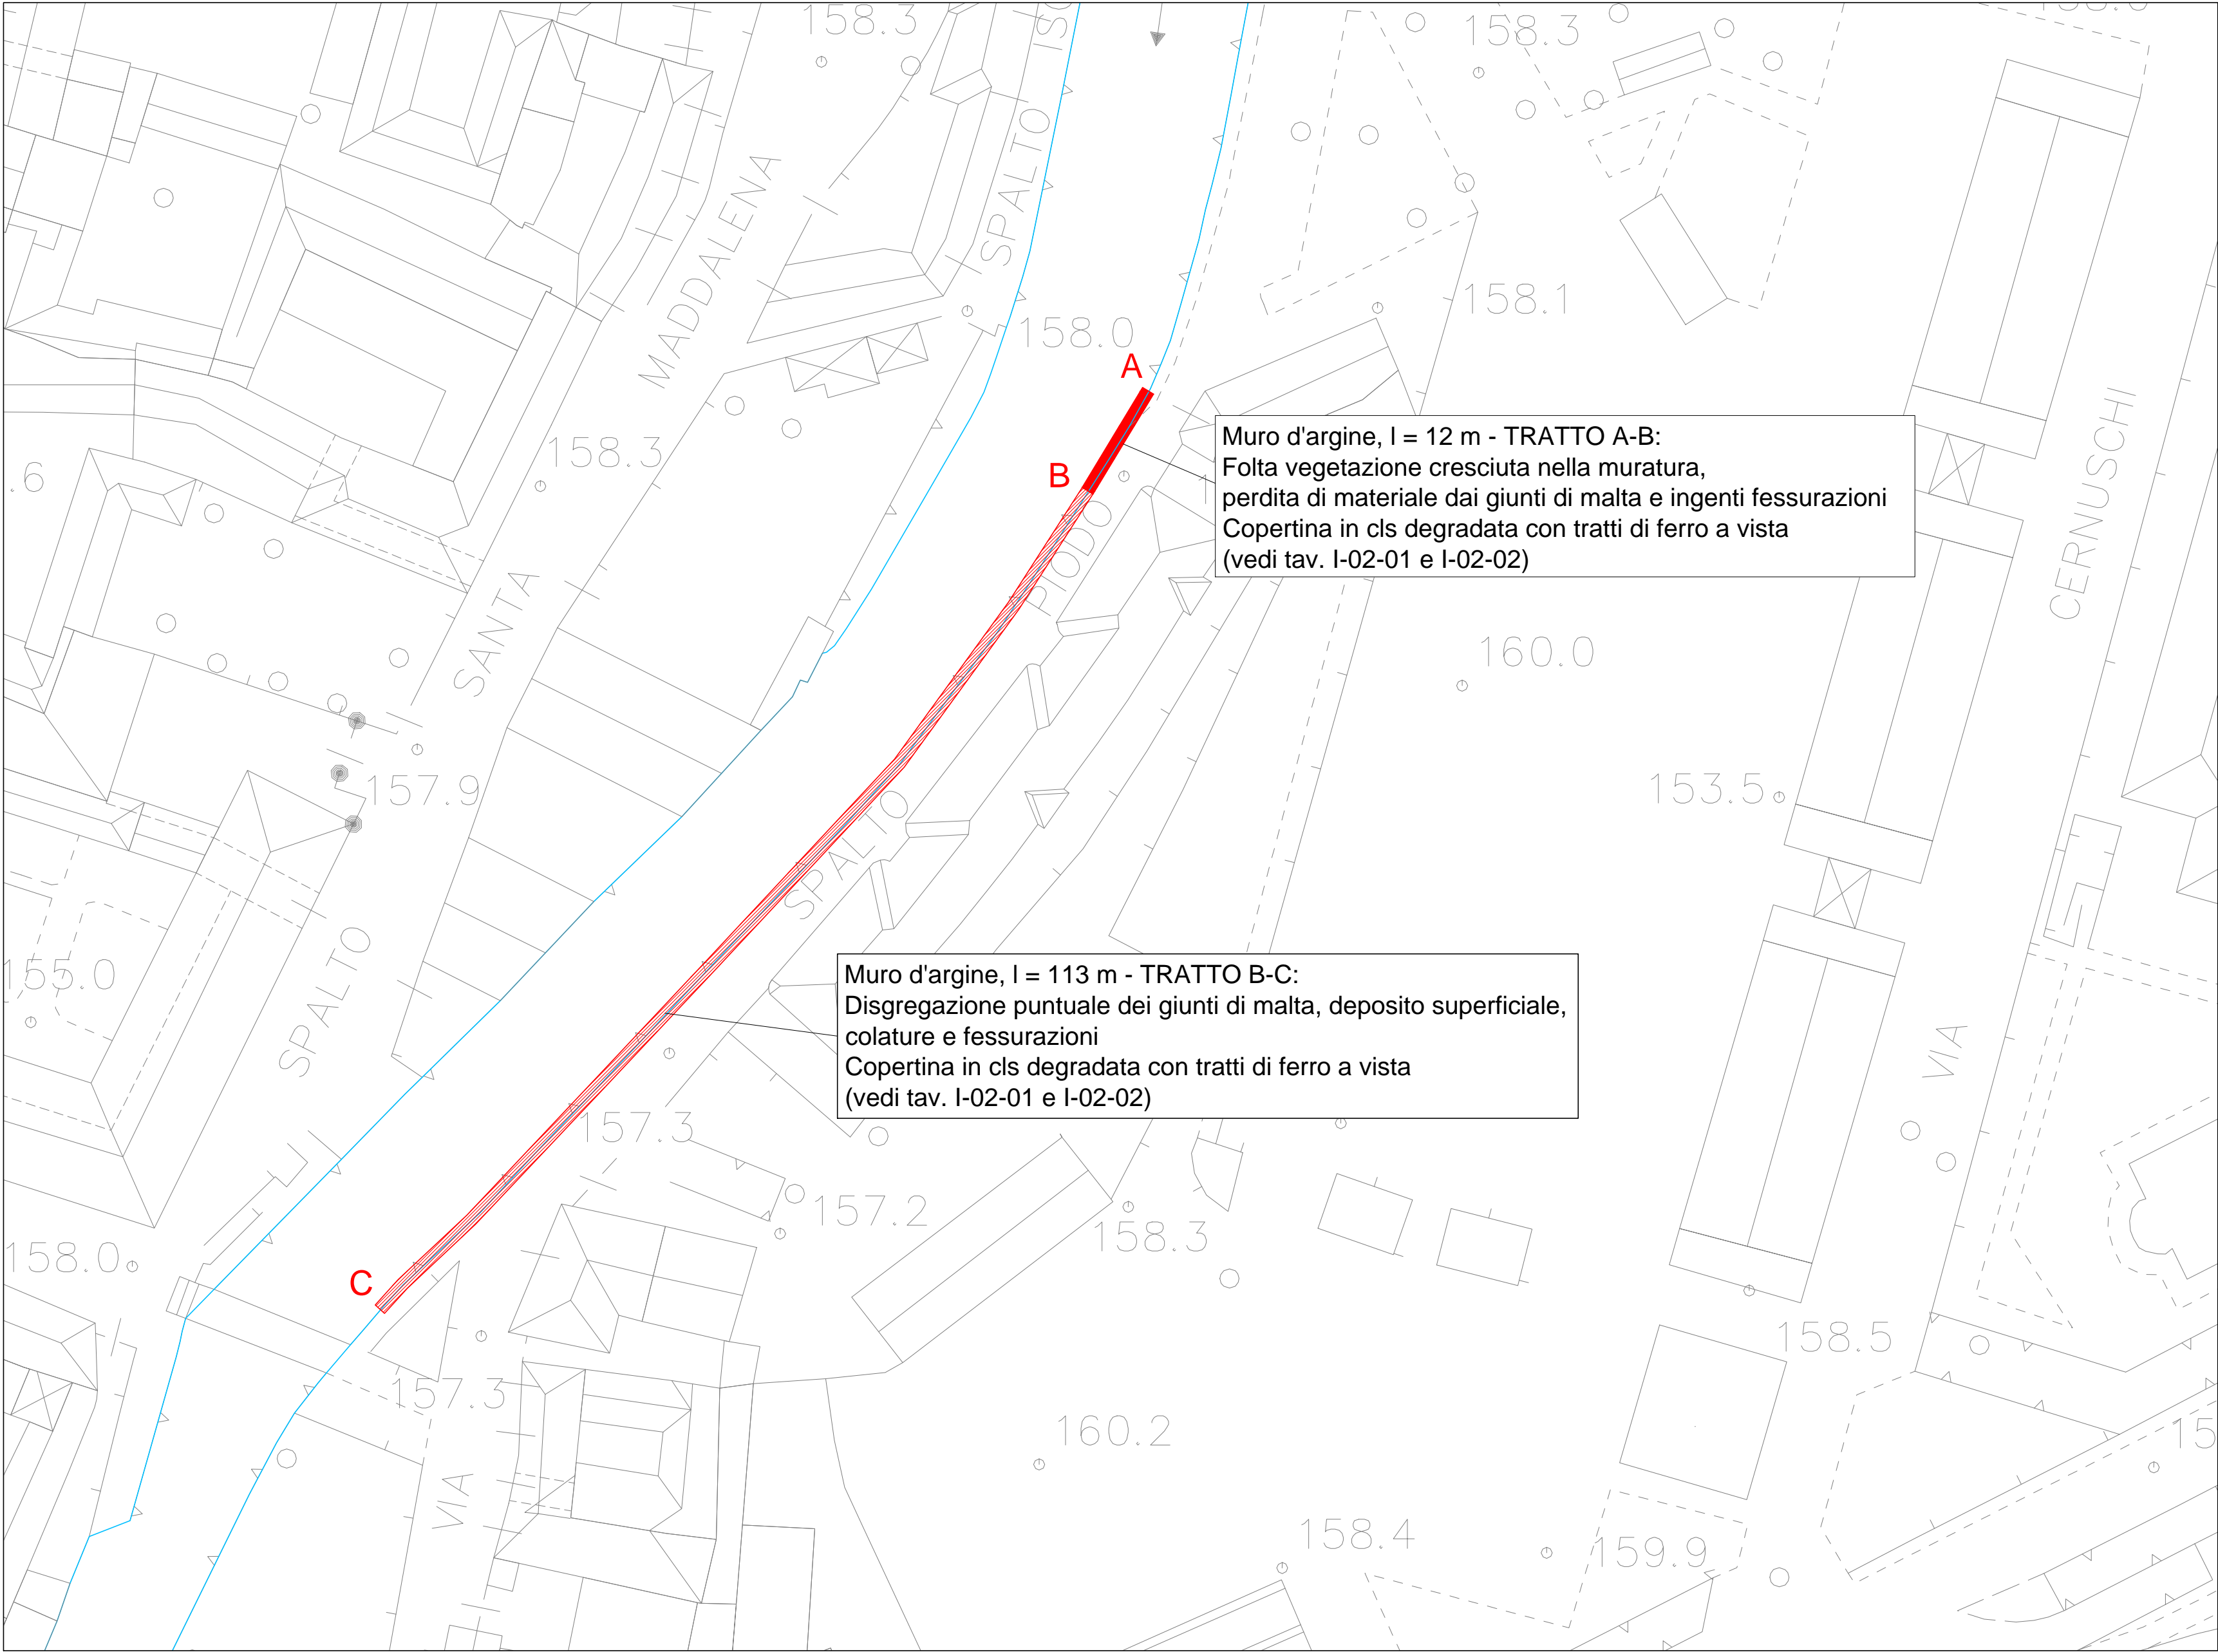 158.3
158.3
SPALTO
MADDALENA
158.1
158.0
A
CERNUSCHI
158.3
.6
B
Muro d'argine, l = 12 m - TRATTO A-B:
Folta vegetazione cresciuta nella muratura,
perdita di materiale dai giunti di malta e ingenti fessurazioni
Copertina in cls degradata con tratti di ferro a vista
(vedi tav. I-02-01 e I-02-02)
PIODO
SANTA
160.0
157.9
153.5
SPALTO
SPALTO
155.0
Muro d'argine, l = 113 m - TRATTO B-C:
Disgregazione puntuale dei giunti di malta, deposito superficiale,
colature e fessurazioni
Copertina in cls degradata con tratti di ferro a vista
(vedi tav. I-02-01 e I-02-02)
VIA
157.3
157.2
158.3
158.0
C
158.5
157.3
160.2
15
VIA
158.4
159.9